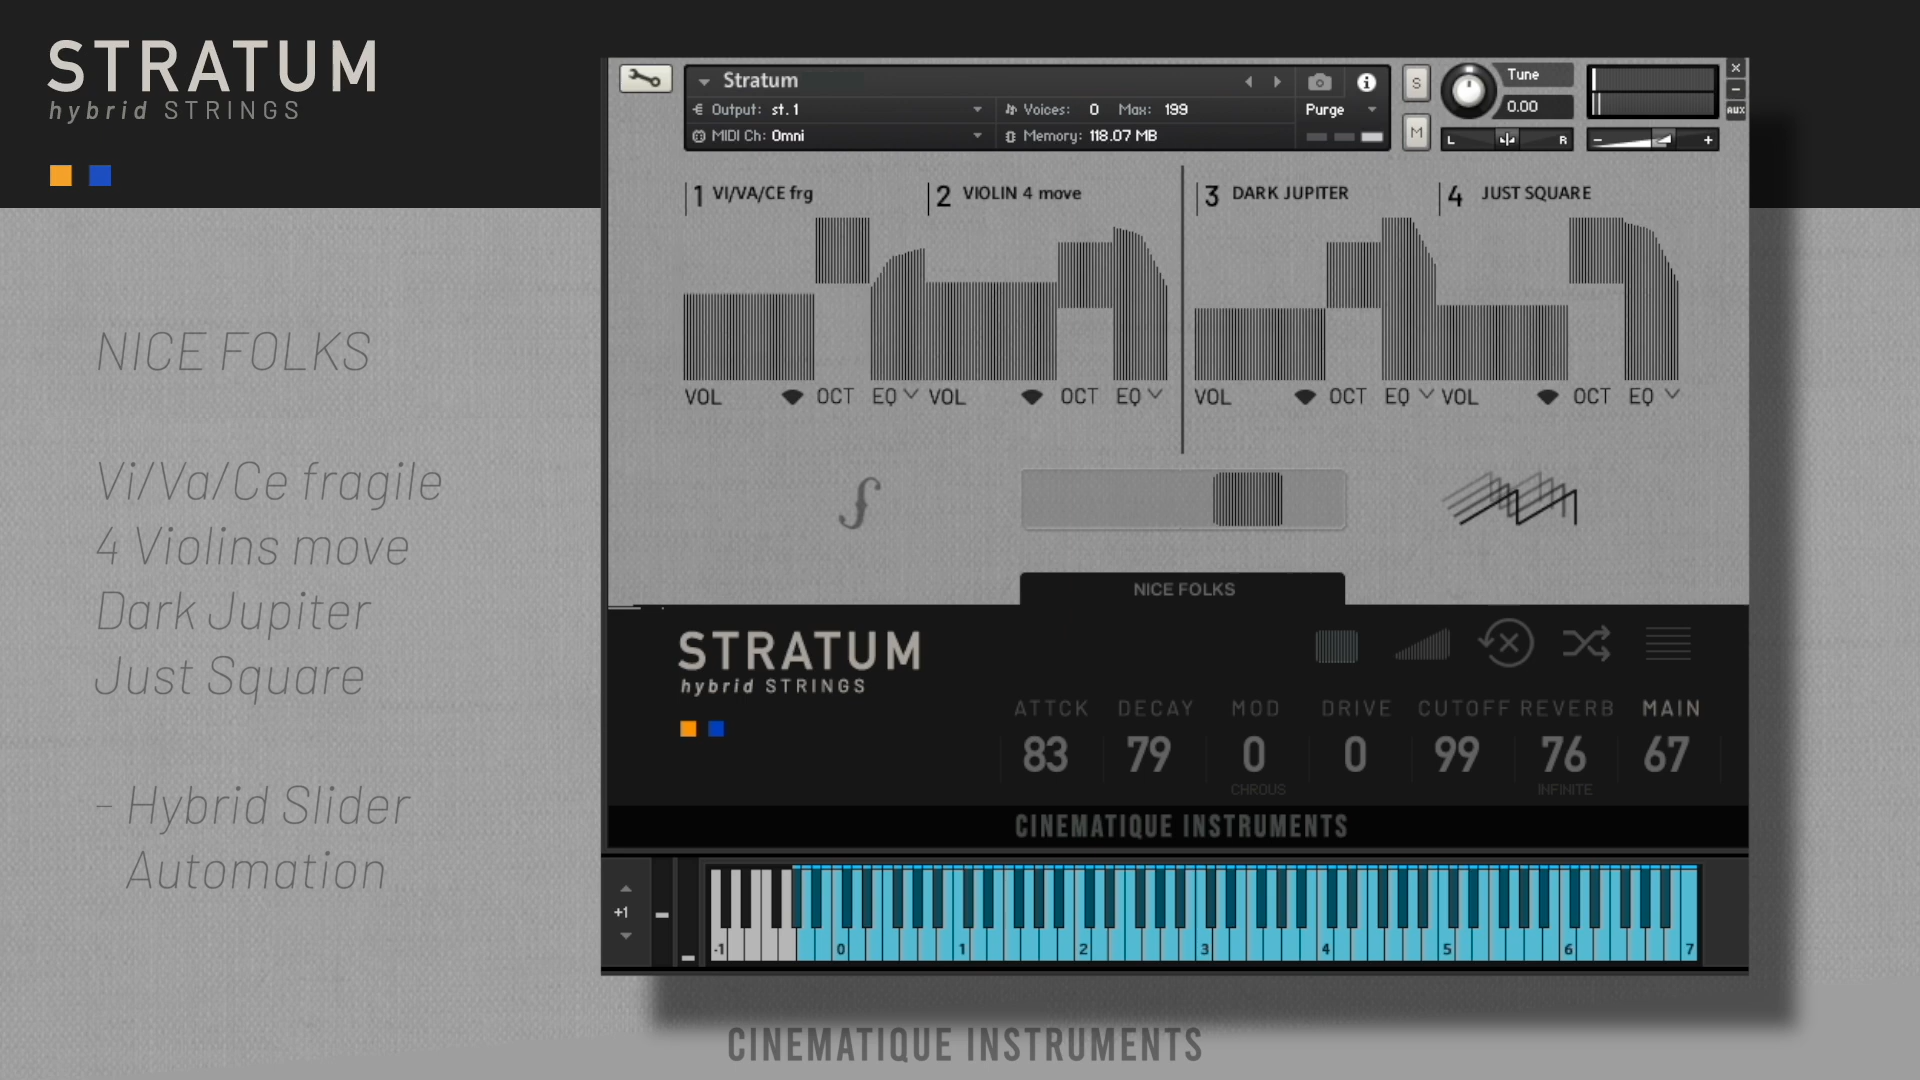 STRATUM
hybrid STRINGS
NICE FOLKS
Vi/Va/Ce fragile
4 Violins move
Dark Jupiter
Just Square
- Hybrid Slider
Automation
Stratum
Output: st.1
Voices: 0 Max: 199
Purge
MIDI Ch: Omni
Memory: 118.07 MB
S
M
Tune
0.00
L R
- +
×
-
AUX
1 VI/VA/CE frg
2 VIOLIN 4 move
3 DARK JUPITER
4 JUST SQUARE
VOL OCT EQ VOL OCT EQ VOL OCT EQ VOL OCT EQ
NICE FOLKS
STRATUM
hybrid STRINGS
ATTCK DECAY MOD DRIVE CUTOFF REVERB MAIN
83 79 0 0 99 76 67
CHROUS INFINITE
CINEMATIQUE INSTRUMENTS
+1
-1 0 1 2 3 4 5 6 7
CINEMATIQUE INSTRUMENTS